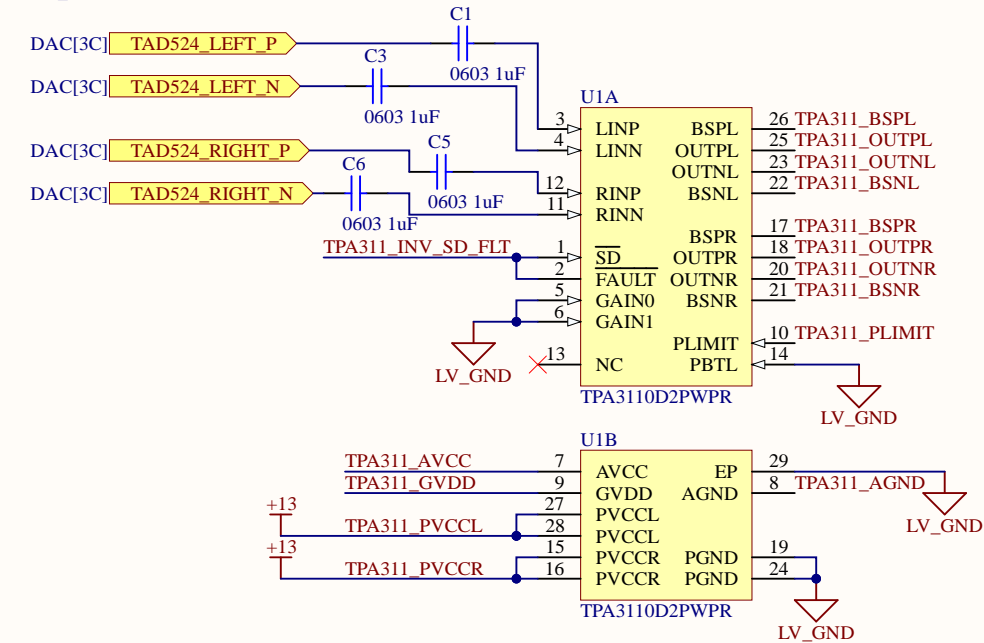 C1
DAC[3C] TAD524_LEFT_P
0603 1uF
C3
DAC[3C] TAD524_LEFT_N
0603 1uF
C5
DAC[3C] TAD524_RIGHT_P
0603 1uF
C6
DAC[3C] TAD524_RIGHT_N
0603 1uF
TPA311_INV_SD_FLT
LV_GND
U1A
3 LINP BSPL 26 TPA311_BSPL
4 LINN OUTPL 25 TPA311_OUTPL
OUTNL 23 TPA311_OUTNL
12 RINP BSNL 22 TPA311_BSNL
11 RINN
BSPR 17 TPA311_BSPR
1 SD OUTPR 18 TPA311_OUTPR
2 FAULT OUTNR 20 TPA311_OUTNR
5 GAIN0 BSNR 21 TPA311_BSNR
6 GAIN1
PLIMIT 10 TPA311_PLIMIT
13 NC PBTL 14
TPA3110D2PWPR
LV_GND
U1B
TPA311_AVCC 7 AVCC EP 29
TPA311_GVDD 9 GVDD AGND 8 TPA311_AGND
27 PVCCL
+13 TPA311_PVCCL 28 PVCCL
LV_GND
15 PVCCR PGND 19
+13 TPA311_PVCCR 16 PVCCR PGND 24
TPA3110D2PWPR
LV_GND